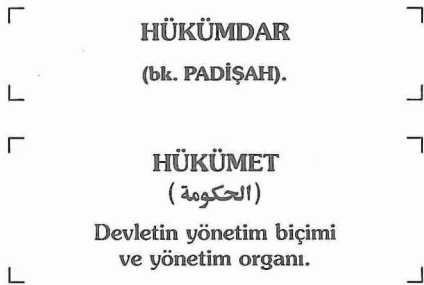 HÜKÜMDAR
(bk. PADİŞAH).
HÜKÜMET
(الحكومة)
Devletin yönetim biçimi
ve yönetim organı.